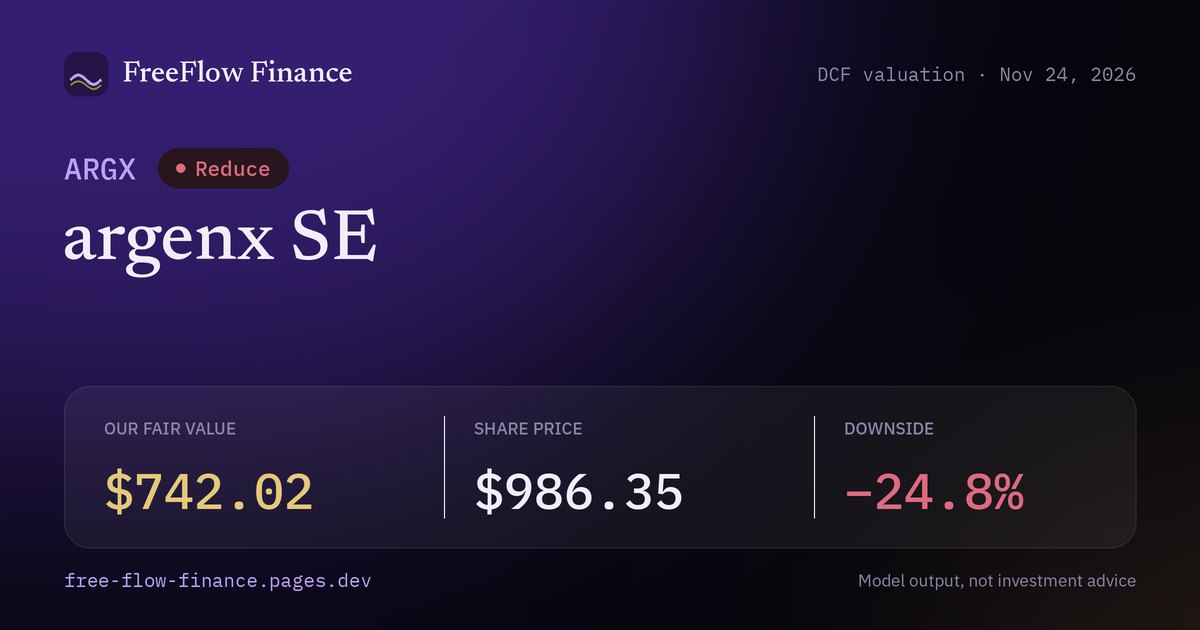 FreeFlow Finance
DCF valuation · Nov 24, 2026
ARGX
Reduce
argenx SE
OUR FAIR VALUE
$742.02
SHARE PRICE
$986.35
DOWNSIDE
−24.8%
free-flow-finance.pages.dev
Model output, not investment advice